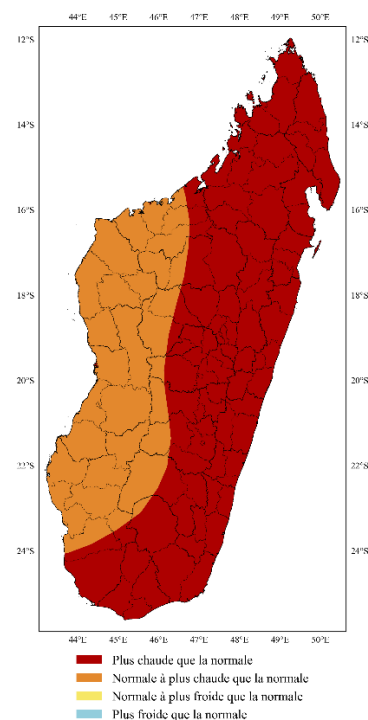 44°E 45°E 46°E 47°E 48°E 49°E 50°E
12°S 12°S
14°S 14°S
16°S 16°S
18°S 18°S
20°S 20°S
22°S 22°S
24°S 24°S
44°E 45°E 46°E 47°E 48°E 49°E 50°E
Plus chaude que la normale
Normale à plus chaude que la normale
Normale à plus froide que la normale
Plus froide que la normale